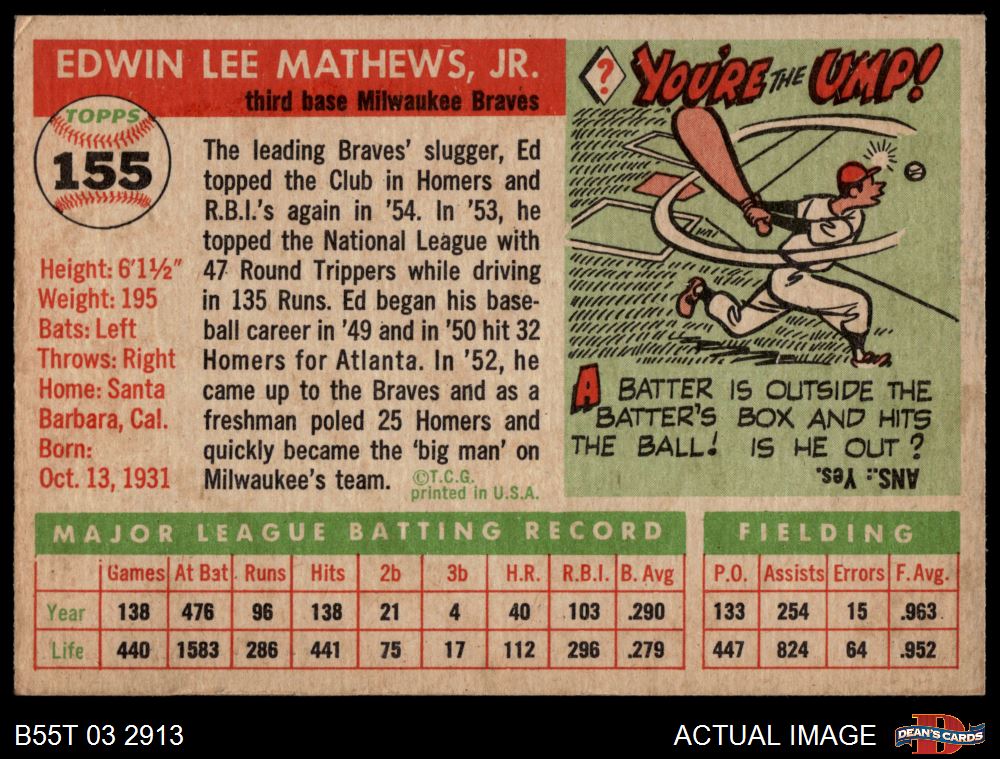 EDWIN LEE MATHEWS, JR.
third base Milwaukee Braves
TOPPS
155
Height: 6'1½"
Weight: 195
Bats: Left
Throws: Right
Home: Santa
Barbara, Cal.
Born:
Oct. 13, 1931
The leading Braves' slugger, Ed
topped the Club in Homers and
R.B.I.'s again in '54. In '53, he
topped the National League with
47 Round Trippers while driving
in 135 Runs. Ed began his base-
ball career in '49 and in '50 hit 32
Homers for Atlanta. In '52, he
came up to the Braves and as a
freshman poled 25 Homers and
quickly became the 'big man' on
Milwaukee's team.
©T.C.G.
printed in U.S.A.
? YOU'RE THE UMP!
A BATTER IS OUTSIDE THE
BATTER'S BOX AND HITS
THE BALL! IS HE OUT?
ANS.: Yes.
MAJOR LEAGUE BATTING RECORD
Games At Bat Runs Hits 2b 3b H.R. R.B.I. B. Avg
Year 138 476 96 138 21 4 40 103 .290
Life 440 1583 286 441 75 17 112 296 .279
FIELDING
P.O. Assists Errors F. Avg.
133 254 15 .963
447 824 64 .952
B55T 03 2913
ACTUAL IMAGE
DEAN'S CARDS